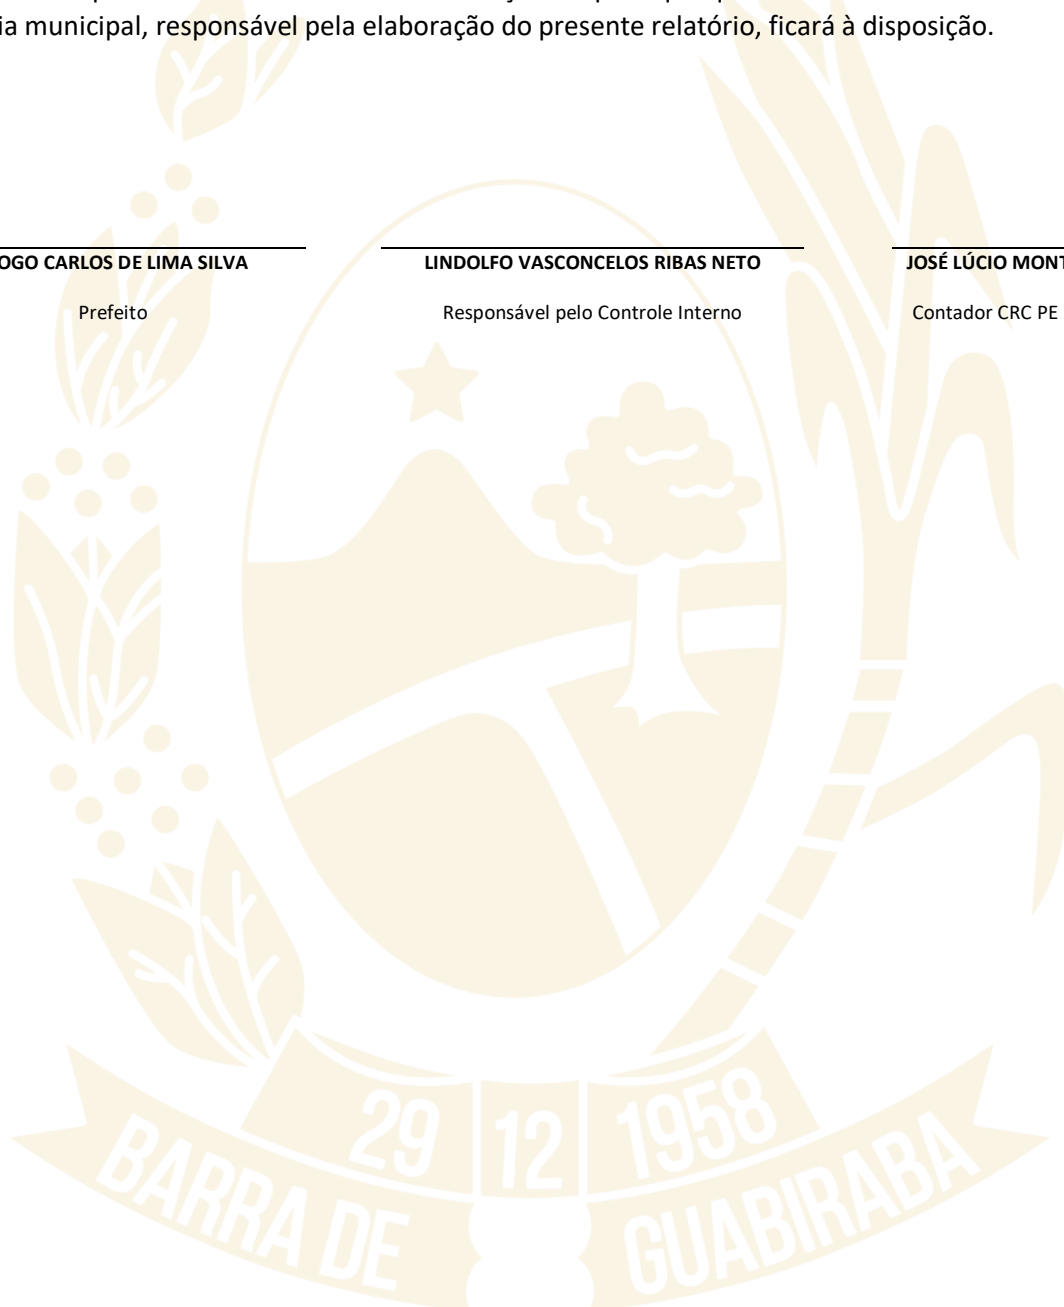 ia municipal, responsável pela elaboração do presente relatório, ficará à disposição.
OGO CARLOS DE LIMA SILVA
LINDOLFO VASCONCELOS RIBAS NETO
JOSÉ LÚCIO MONT
Prefeito
Responsável pelo Controle Interno
Contador CRC PE
29 12 1958
BARRA DE GUABIRABA